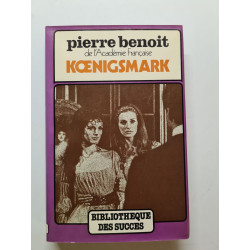 pierre benoit
de l'Académie Française
KŒNIGSMARK
BIBLIOTHEQUE
DES SUCCES